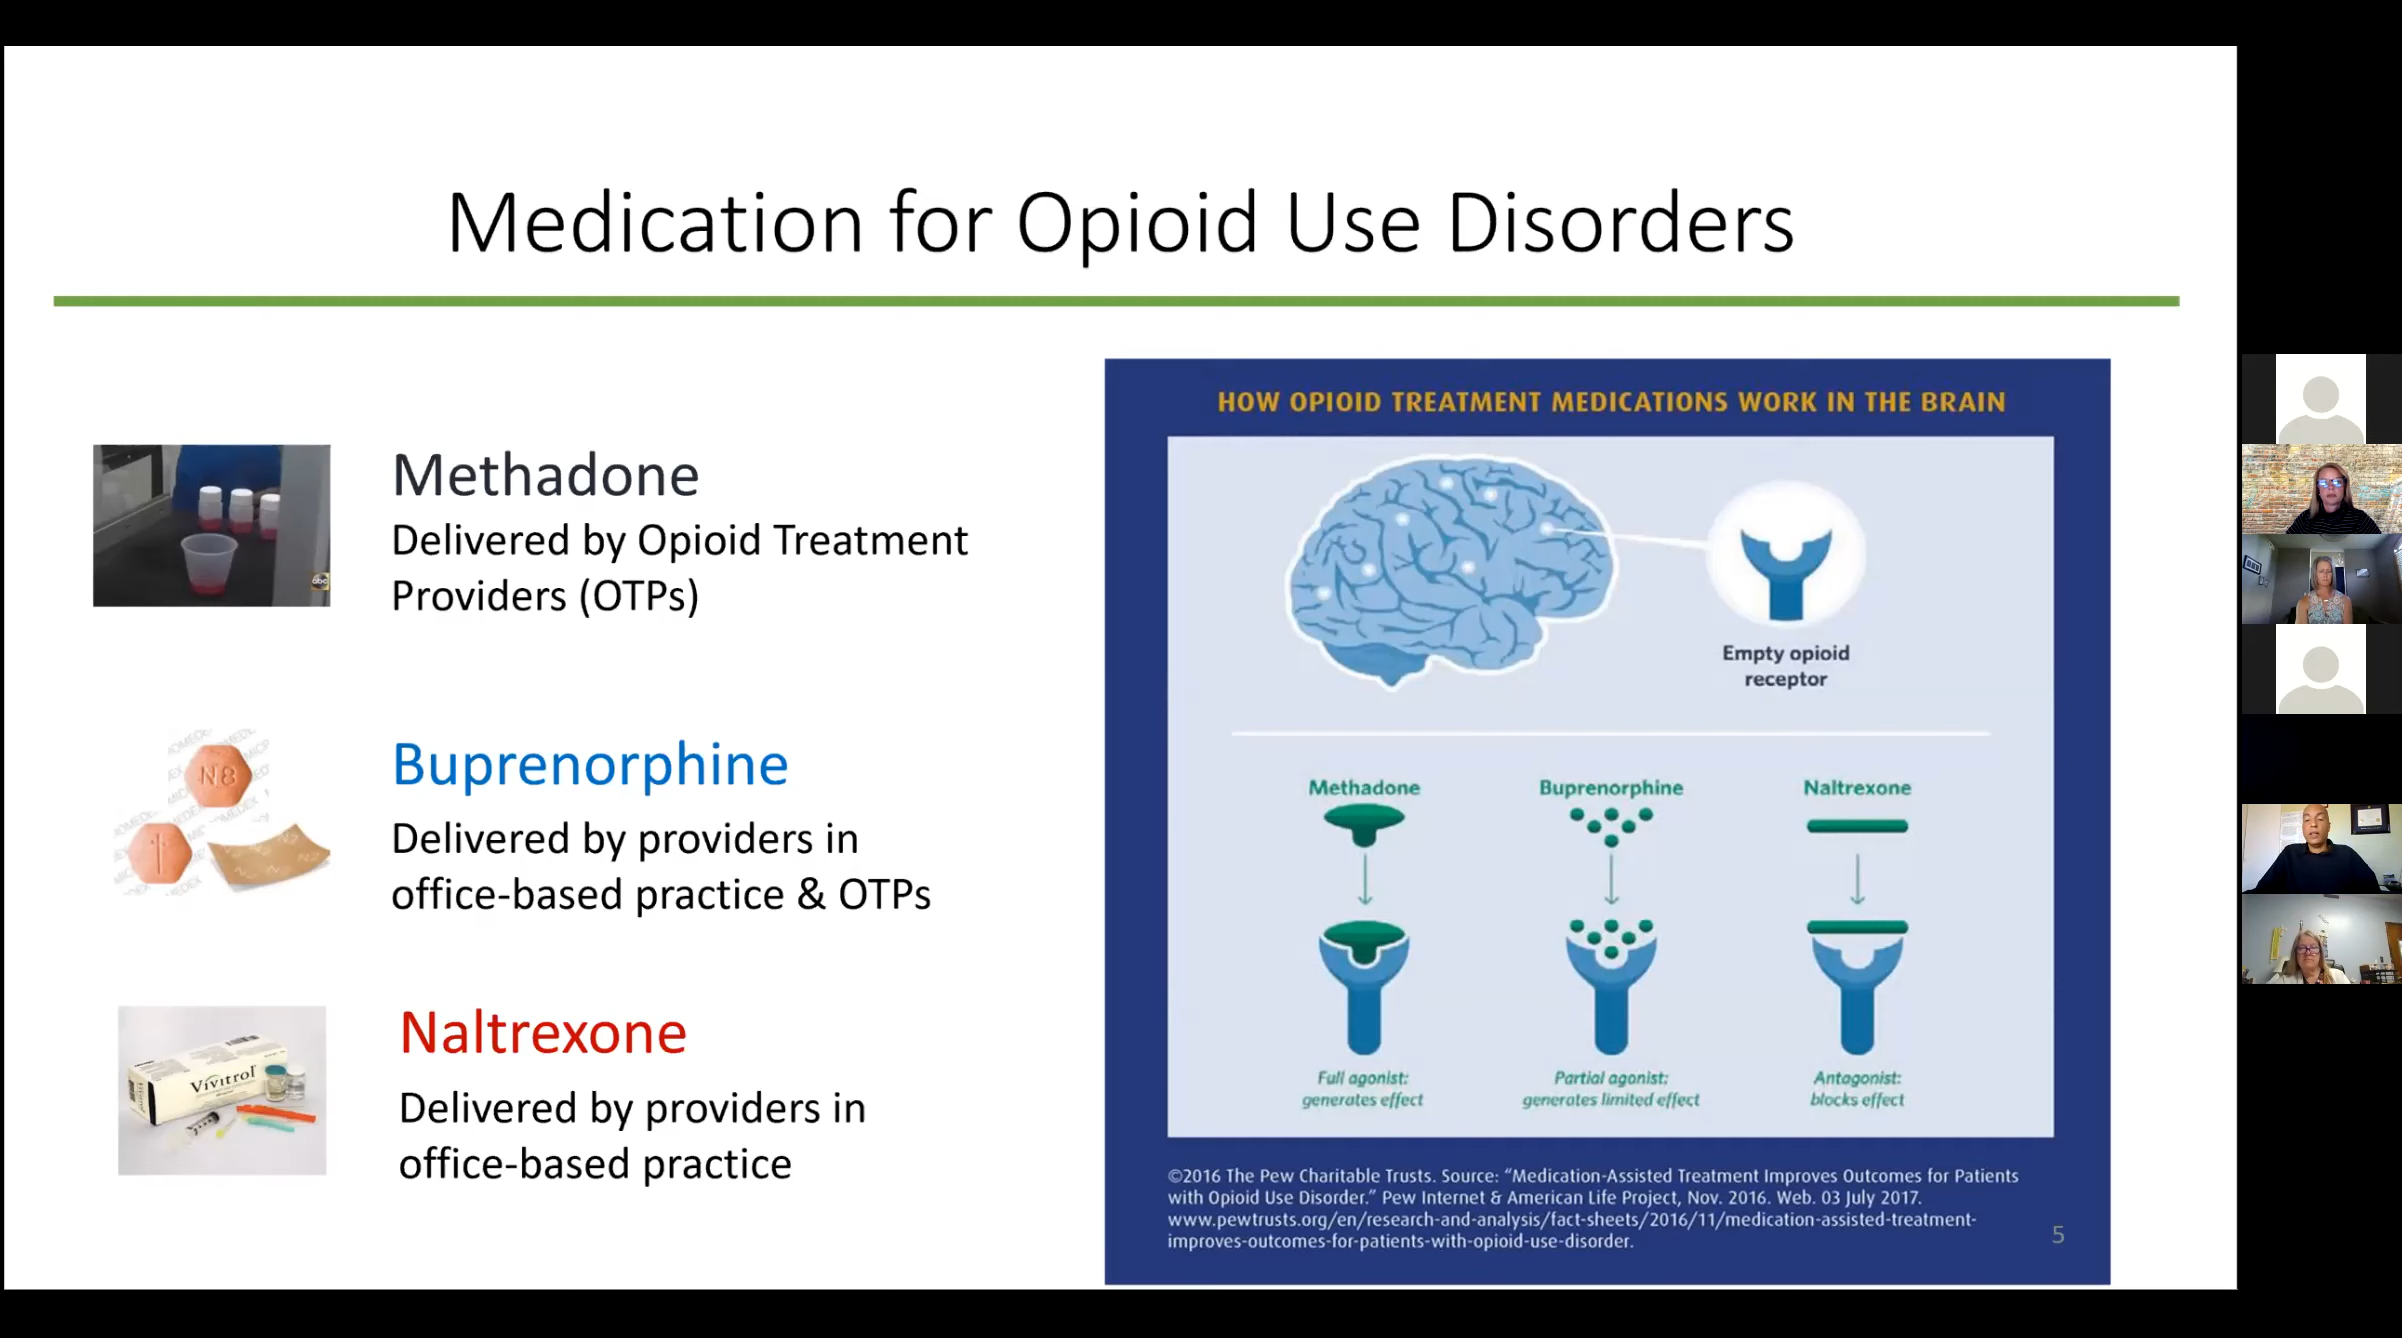 Medication for Opioid Use Disorders
Methadone
Delivered by Opioid Treatment
Providers (OTPs)
abc
N8
Buprenorphine
Delivered by providers in
office-based practice & OTPs
Vivitrol
Naltrexone
Delivered by providers in
office-based practice
HOW OPIOID TREATMENT MEDICATIONS WORK IN THE BRAIN
Empty opioid
receptor
Methadone
Buprenorphine
Naltrexone
Full agonist:
generates effect
Partial agonist:
generates limited effect
Antagonist:
blocks effect
©2016 The Pew Charitable Trusts. Source: “Medication-Assisted Treatment Improves Outcomes for Patients
with Opioid Use Disorder.” Pew Internet & American Life Project, Nov. 2016. Web. 03 July 2017.
www.pewtrusts.org/en/research-and-analysis/fact-sheets/2016/11/medication-assisted-treatment-
improves-outcomes-for-patients-with-opioid-use-disorder.
5